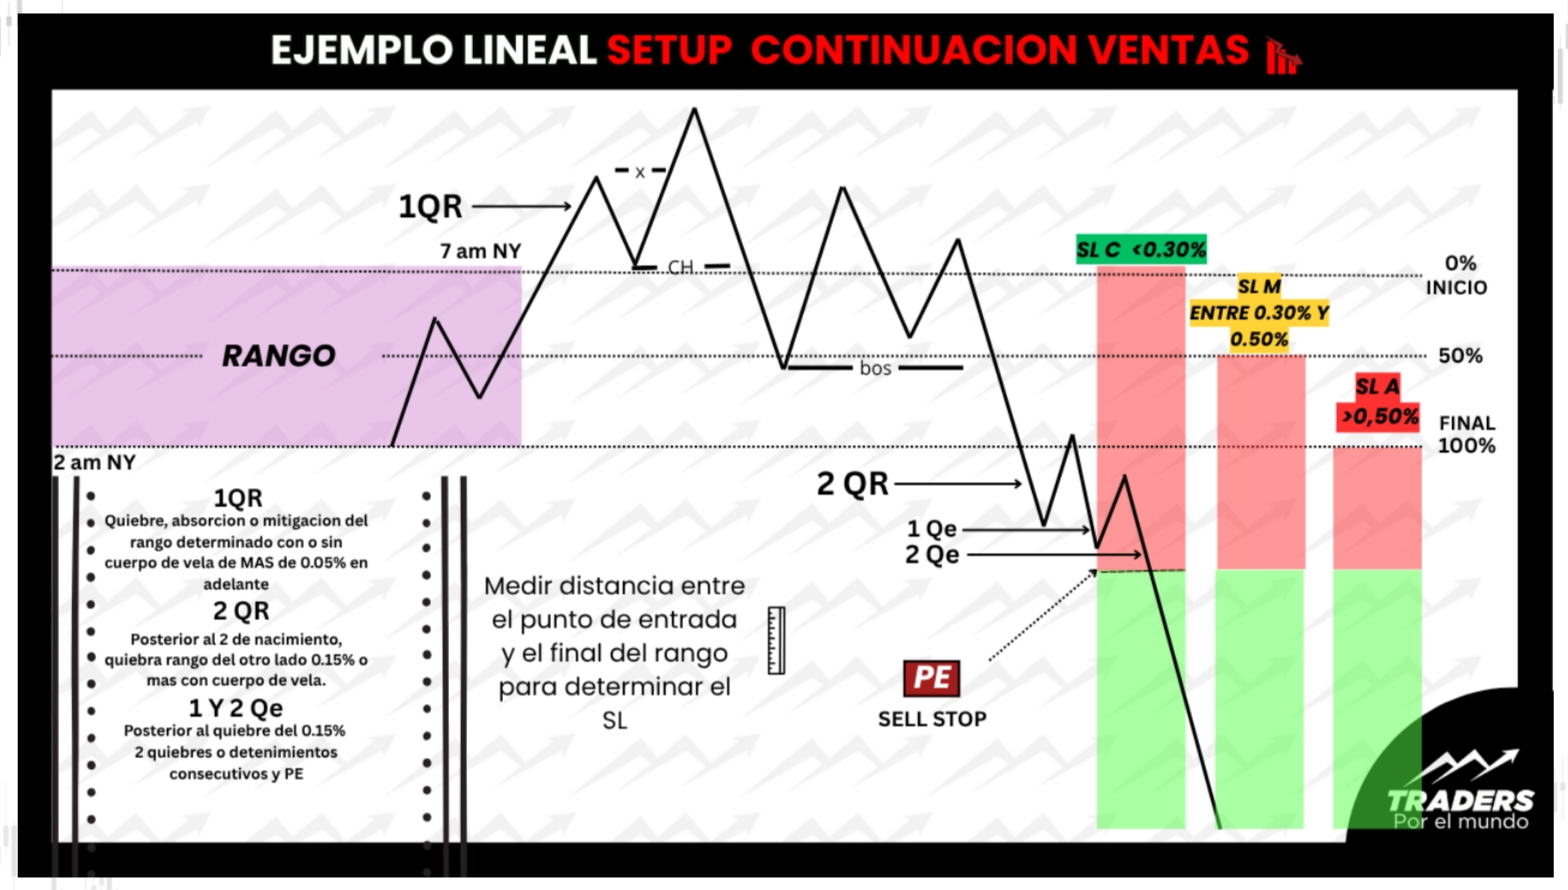 EJEMPLO LINEAL SETUP CONTINUACION VENTAS
x
1QR
7 am NY
CH
SL C <0.30%
0%
INICIO
SL M
ENTRE 0.30% Y
0.50%
RANGO
50%
bos
SL A
>0,50%
FINAL
100%
2 am NY
2 QR
1QR
Quiebre, absorcion o mitigacion del
rango determinado con o sin
cuerpo de vela de MAS de 0.05% en
adelante
2 QR
Posterior al 2 de nacimiento,
quiebra rango del otro lado 0.15% o
mas con cuerpo de vela.
1 Y 2 Qe
Posterior al quiebre del 0.15%
2 quiebres o detenimientos
consecutivos y PE
1 Qe
2 Qe
Medir distancia entre
el punto de entrada
y el final del rango
para determinar el
SL
PE
SELL STOP
TRADERS
Por el mundo